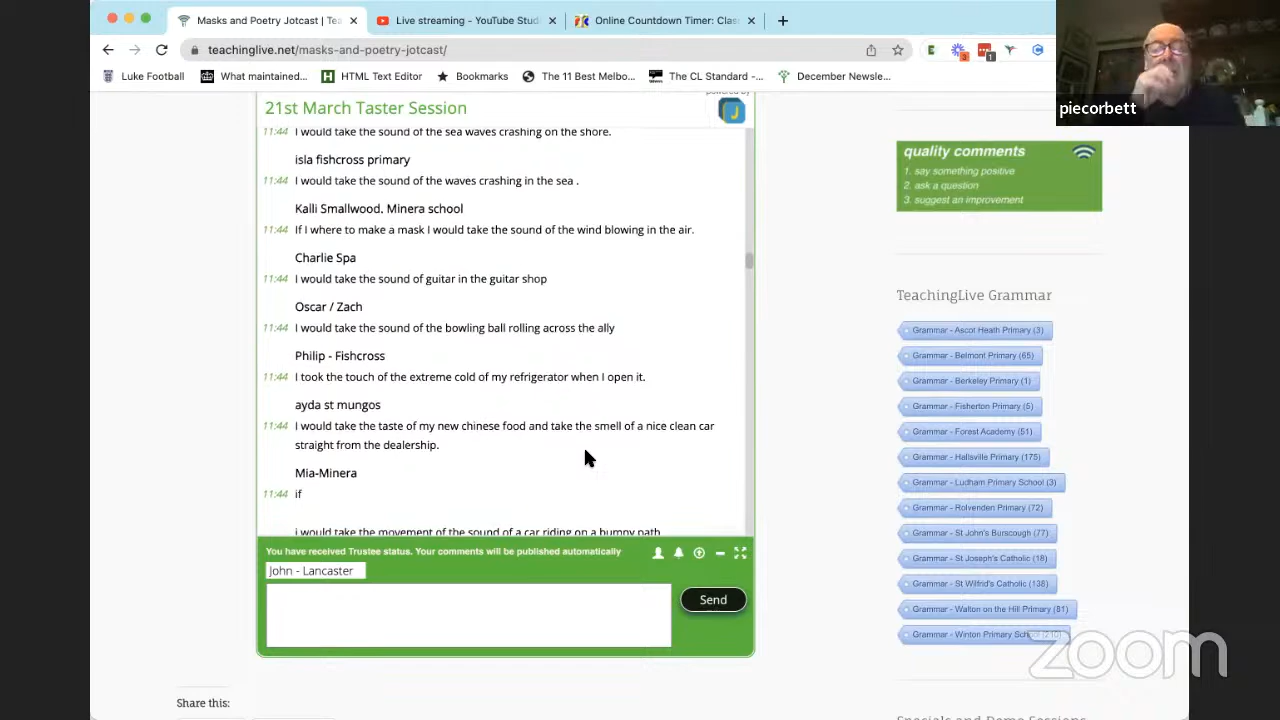 Masks and Poetry Jotcast | Te
Live streaming - YouTube Stud
Online Countdown Timer: Clas
teachinglive.net/masks-and-poetry-jotcast/
3
1
Luke Football
What maintained...
HTML Text Editor
Bookmarks
The 11 Best Melbo...
The CL Standard -...
December Newsle...
piecorbett
powered by
21st March Taster Session
J
11:44 I would take the sound of the sea waves crashing on the shore.
isla fishcross primary
11:44 I would take the sound of the waves crashing in the sea .
Kalli Smallwood. Minera school
11:44 If I where to make a mask I would take the sound of the wind blowing in the air.
Charlie Spa
11:44 I would take the sound of guitar in the guitar shop
Oscar / Zach
11:44 I would take the sound of the bowling ball rolling across the ally
Philip - Fishcross
11:44 I took the touch of the extreme cold of my refrigerator when I open it.
ayda st mungos
11:44 I would take the taste of my new chinese food and take the smell of a nice clean car
straight from the dealership.
Mia-Minera
11:44 if
i would take the movement of the sound of a car riding on a bumpy path
You have received Trustee status. Your comments will be published automatically
John - Lancaster
Send
Share this:
quality comments
1. say something positive
2. ask a question
3. suggest an improvement
TeachingLive Grammar
Grammar - Ascot Heath Primary (3)
Grammar - Belmont Primary (65)
Grammar - Berkeley Primary (1)
Grammar - Fisherton Primary (5)
Grammar - Forest Academy (51)
Grammar - Hallsville Primary (175)
Grammar - Ludham Primary School (3)
Grammar - Rolvenden Primary (72)
Grammar - St John's Burscough (77)
Grammar - St Joseph's Catholic (18)
Grammar - St Wilfrid's Catholic (138)
Grammar - Walton on the Hill Primary (81)
Grammar - Winton Primary School (210)
zoom
Specials and Demo Sessions